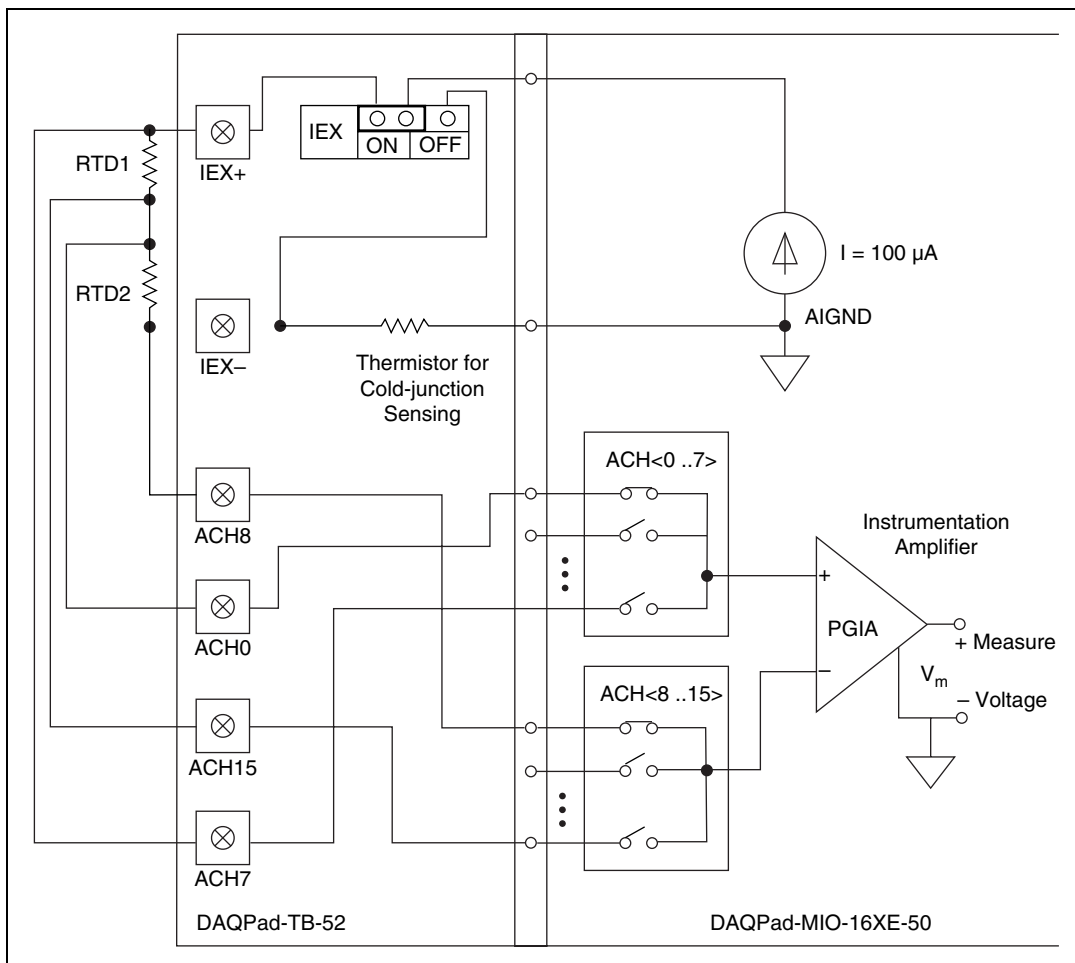 RTD1
IEX+
IEX
ON
OFF
I = 100 µA
RTD2
IEX–
AIGND
Thermistor for
Cold-junction
Sensing
ACH<0 ..7>
ACH8
Instrumentation
Amplifier
+
PGIA
–
+ Measure
Vm
– Voltage
ACH0
ACH<8 ..15>
ACH15
ACH7
DAQPad-TB-52
DAQPad-MIO-16XE-50